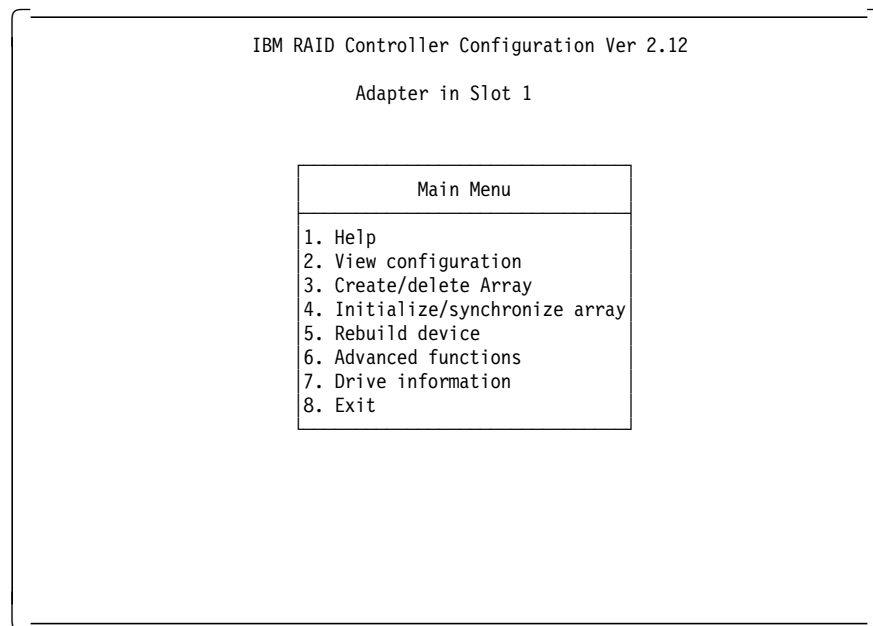 IBM RAID Controller Configuration Ver 2.12
Adapter in Slot 1
Main Menu
1. Help
2. View configuration
3. Create/delete Array
4. Initialize/synchronize array
5. Rebuild device
6. Advanced functions
7. Drive information
8. Exit